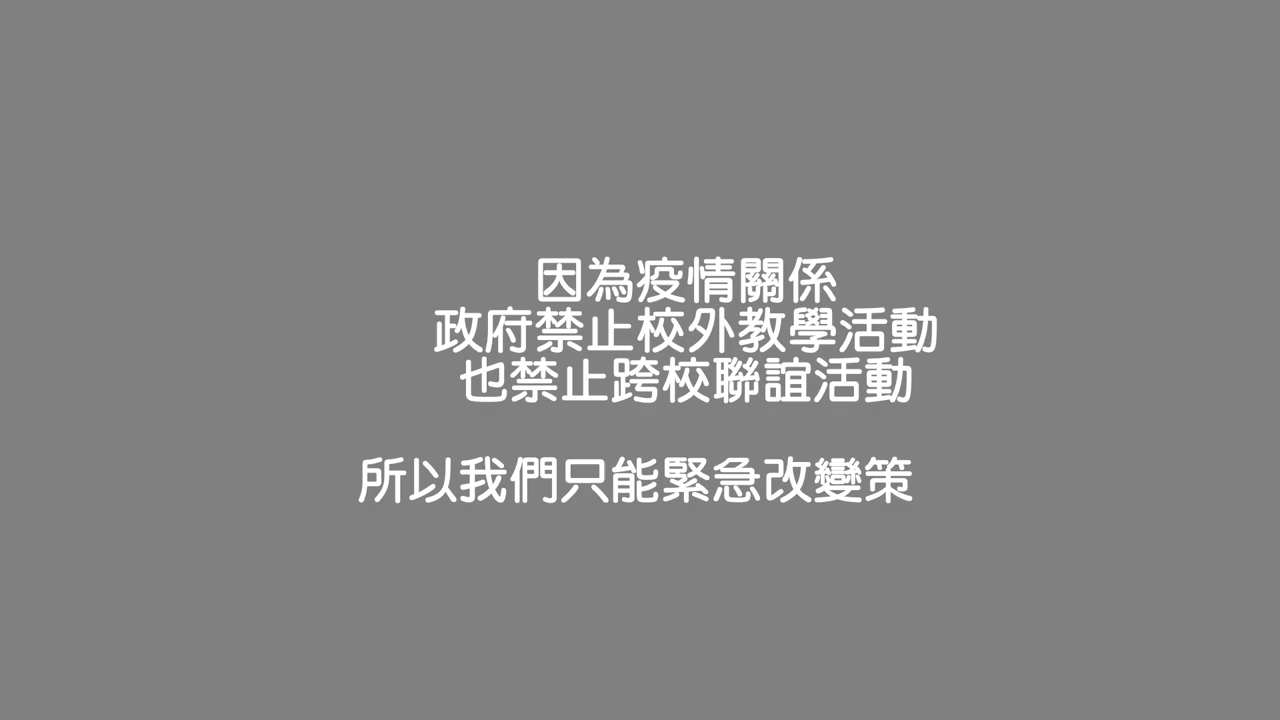 因為疫情關係
政府禁止校外教學活動
也禁止跨校聯誼活動
所以我們只能緊急改變策